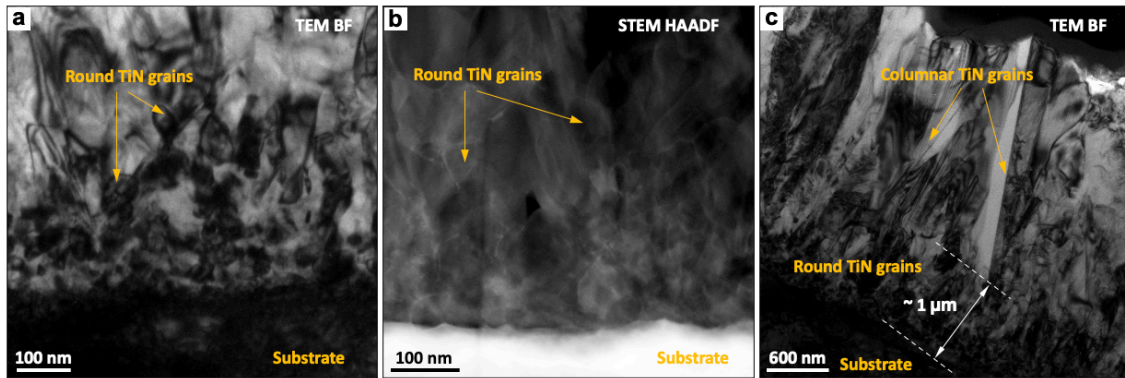 a
TEM BF
Round TiN grains
100 nm
Substrate
b
STEM HAADF
Round TiN grains
100 nm
Substrate
c
TEM BF
Columnar TiN grains
Round TiN grains
~ 1 µm
600 nm
Substrate